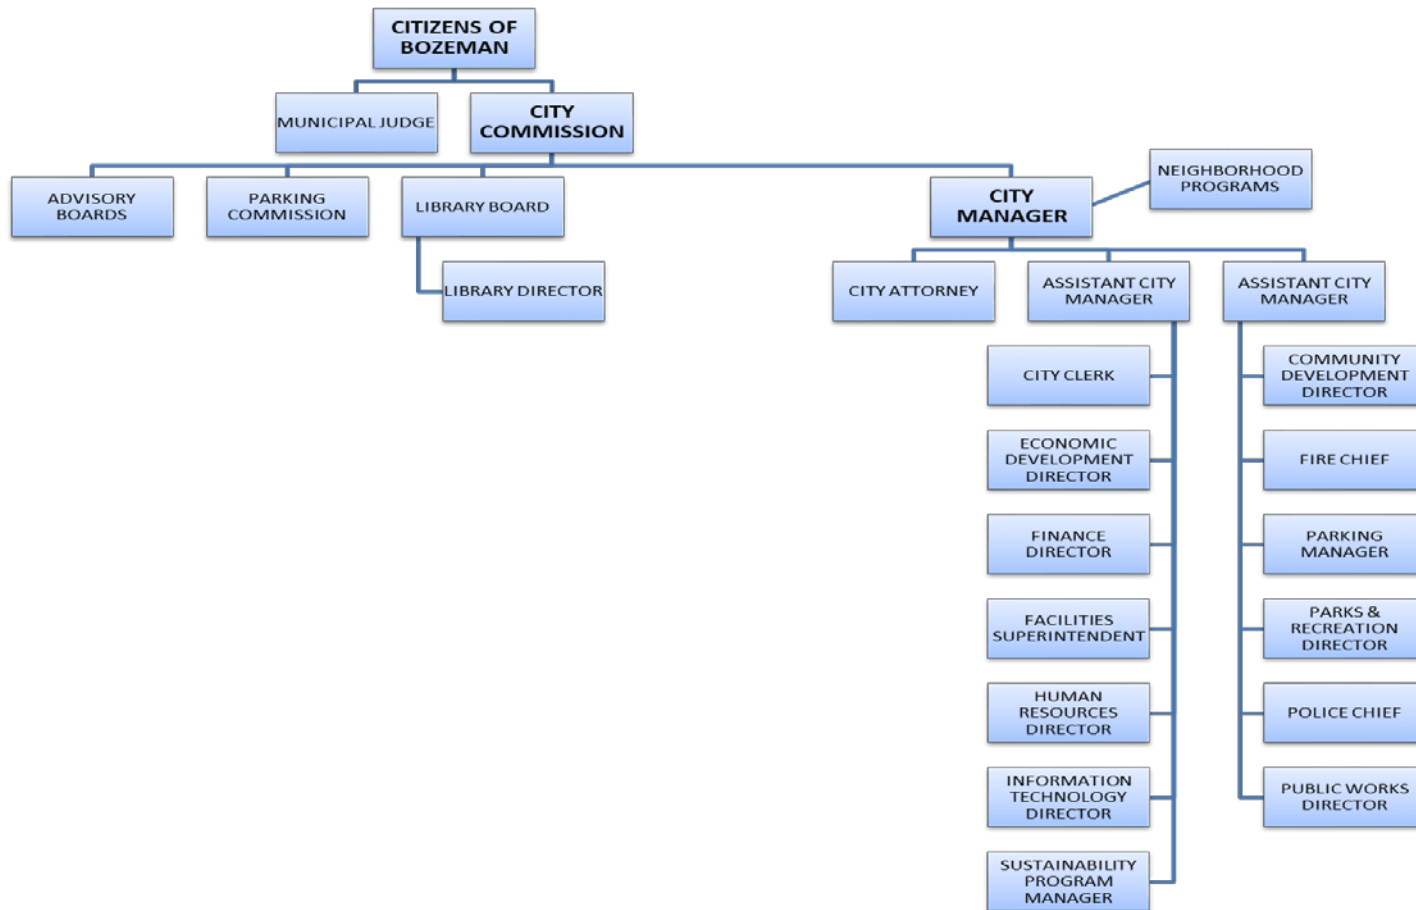 CITIZENS OF
BOZEMAN
MUNICIPAL JUDGE
CITY
COMMISSION
ADVISORY
BOARDS
PARKING
COMMISSION
LIBRARY BOARD
LIBRARY DIRECTOR
CITY
MANAGER
NEIGHBORHOOD
PROGRAMS
CITY ATTORNEY
ASSISTANT CITY
MANAGER
CITY CLERK
ECONOMIC
DEVELOPMENT
DIRECTOR
FINANCE
DIRECTOR
FACILITIES
SUPERINTENDENT
HUMAN
RESOURCES
DIRECTOR
INFORMATION
TECHNOLOGY
DIRECTOR
SUSTAINABILITY
PROGRAM
MANAGER
ASSISTANT CITY
MANAGER
COMMUNITY
DEVELOPMENT
DIRECTOR
FIRE CHIEF
PARKING
MANAGER
PARKS &
RECREATION
DIRECTOR
POLICE CHIEF
PUBLIC WORKS
DIRECTOR